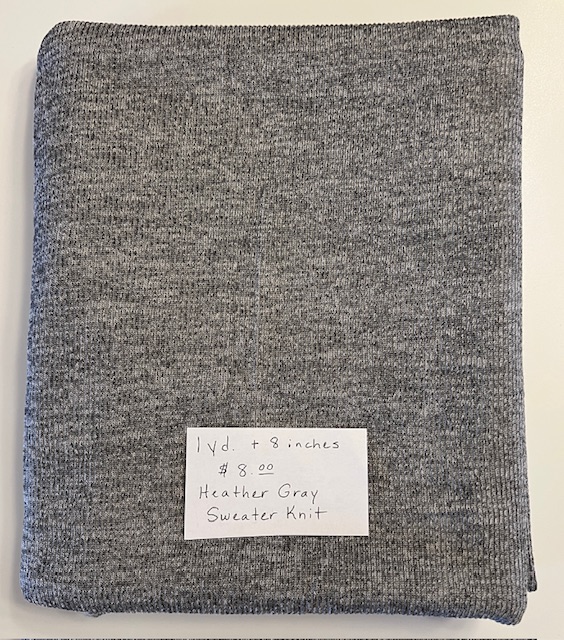 1 yd. + 8 inches
$ 8.00
Heather Gray
Sweater Knit